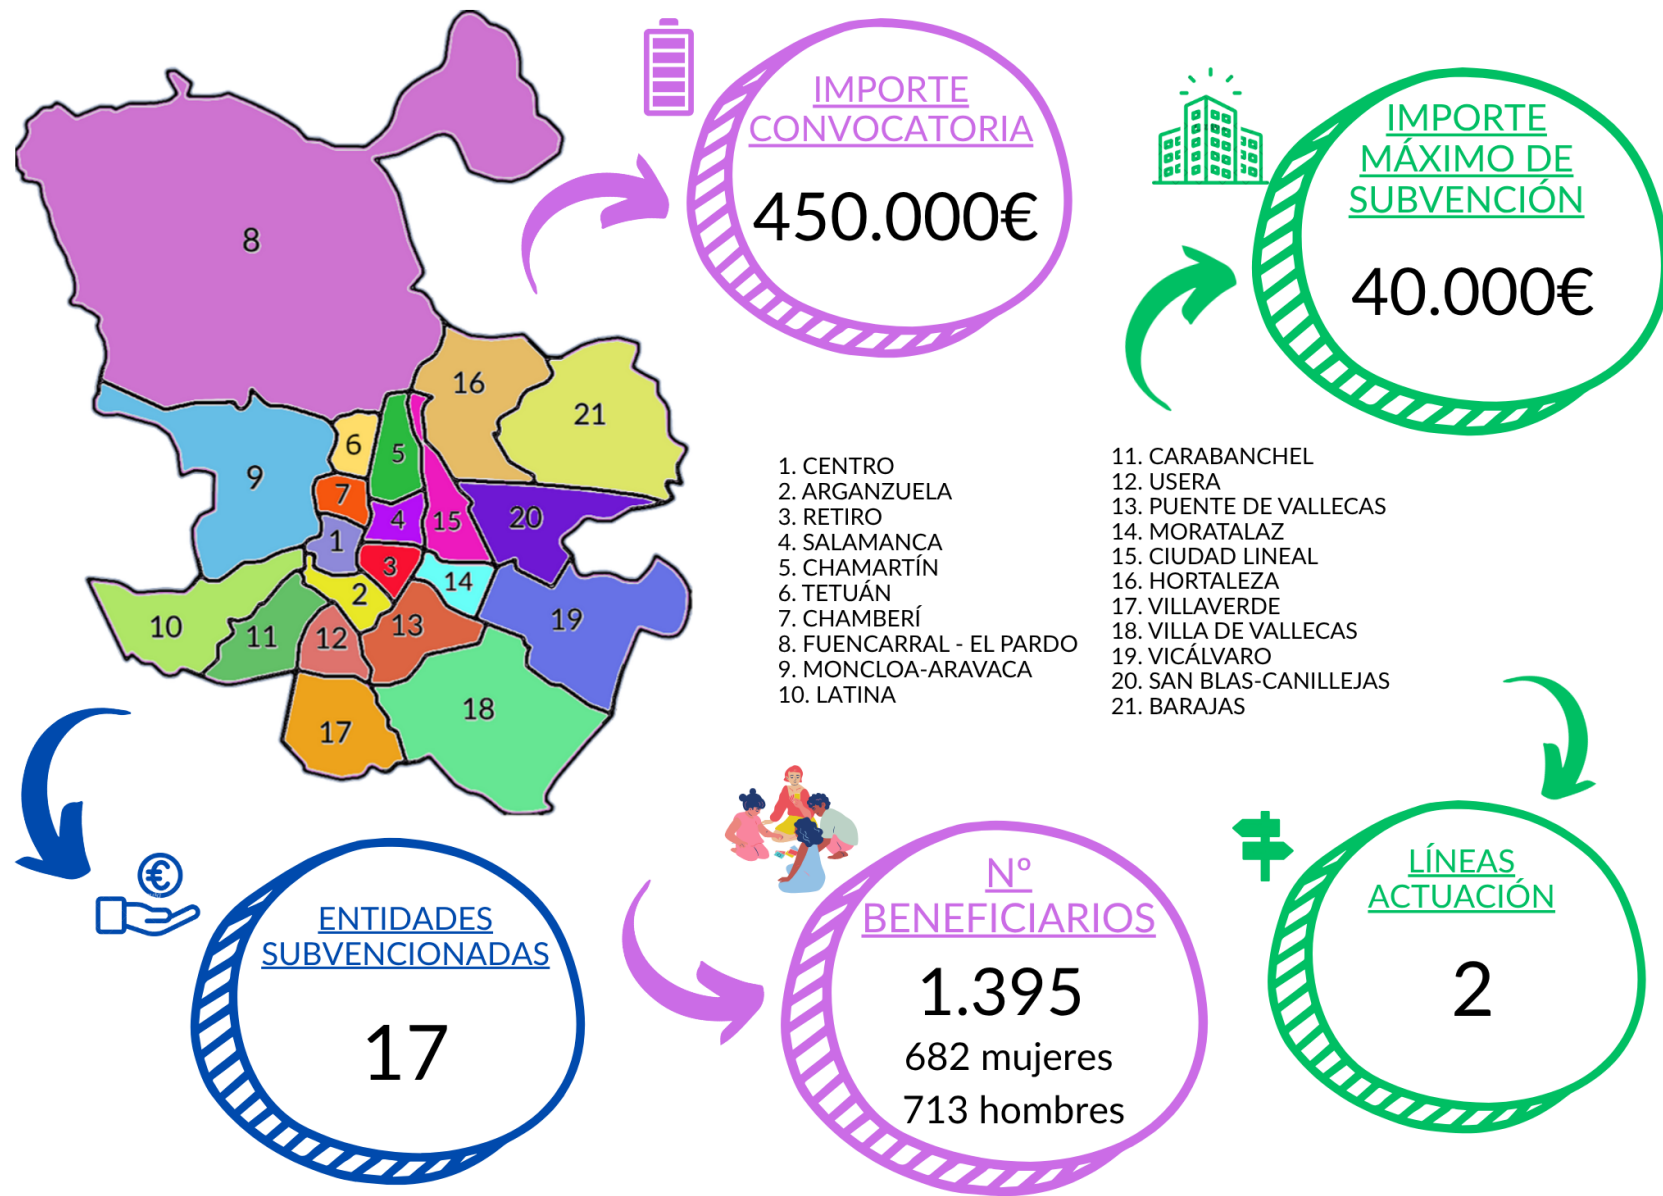 IMPORTE
CONVOCATORIA
450.000€
IMPORTE
MÁXIMO DE
SUBVENCIÓN
40.000€
8
16
21
6
5
9
7
4
15
20
1
3
14
2
10
11
12
13
19
18
17
1. CENTRO
2. ARGANZUELA
3. RETIRO
4. SALAMANCA
5. CHAMARTÍN
6. TETUÁN
7. CHAMBERÍ
8. FUENCARRAL - EL PARDO
9. MONCLOA-ARAVACA
10. LATINA
11. CARABANCHEL
12. USERA
13. PUENTE DE VALLECAS
14. MORATALAZ
15. CIUDAD LINEAL
16. HORTALEZA
17. VILLAVERDE
18. VILLA DE VALLECAS
19. VICÁLVARO
20. SAN BLAS-CANILLEJAS
21. BARAJAS
€
ENTIDADES
SUBVENCIONADAS
17
Nº
BENEFICIARIOS
1.395
682 mujeres
713 hombres
LÍNEAS
ACTUACIÓN
2